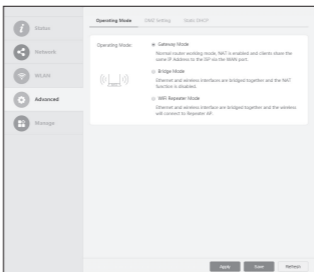 Status
Network
WLAN
Advanced
Manage
Operating Mode
DNS Setting
Static DHCP
Operating Mode:
Gateway Mode
Normal router working mode, NAT is enabled and clients share the
same IP Address to the ISP via the WAN port.
Bridge Mode
Ethernet and wireless interfaces are bridged together and the NAT
function is disabled.
WiFi Repeater Mode
Ethernet and wireless interface are bridged together and the wireless
will connect to Repeater AP.
Apply
Save
Refresh